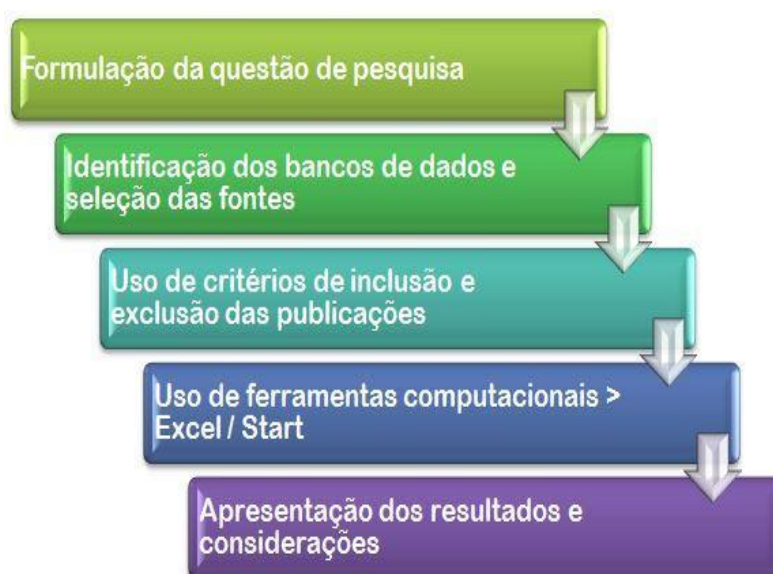 Formulação da questão de pesquisa
Identificação dos bancos de dados e
seleção das fontes
Uso de critérios de inclusão e
exclusão das publicações
Uso de ferramentas computacionais >
Excel / Start
Apresentação dos resultados e
considerações